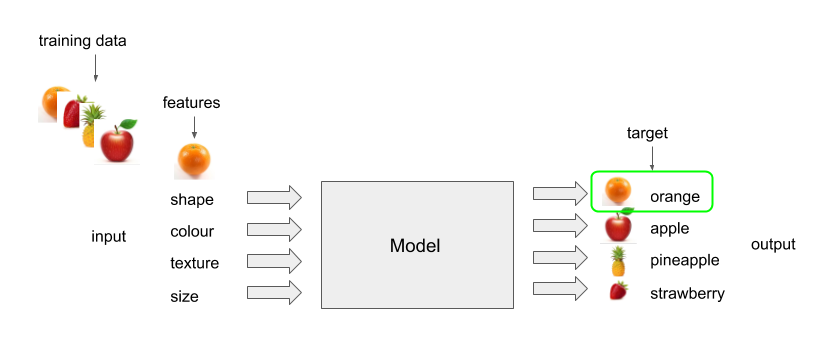 training data
features
target
shape
colour
texture
size
input
Model
orange
apple
pineapple
strawberry
output